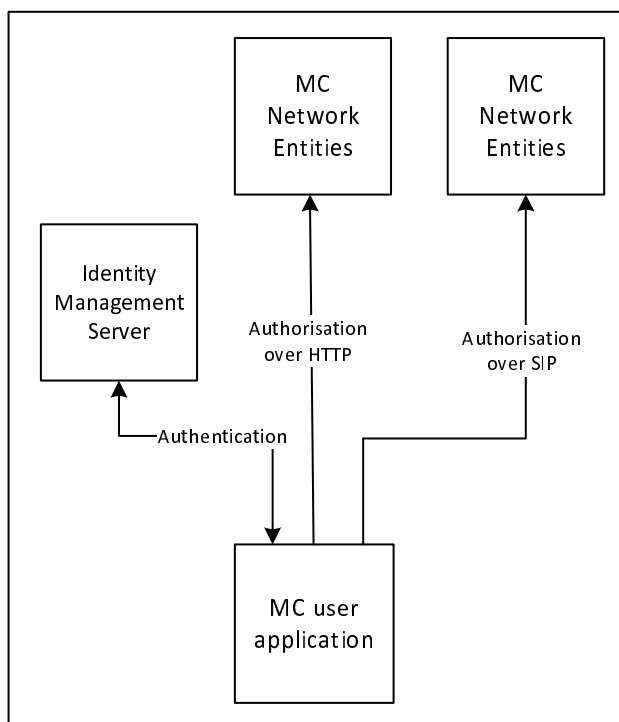 MC
Network
Entities
MC
Network
Entities
Identity
Management
Server
Authorisation
over HTTP
Authorisation
over SIP
Authentication
MC user
application